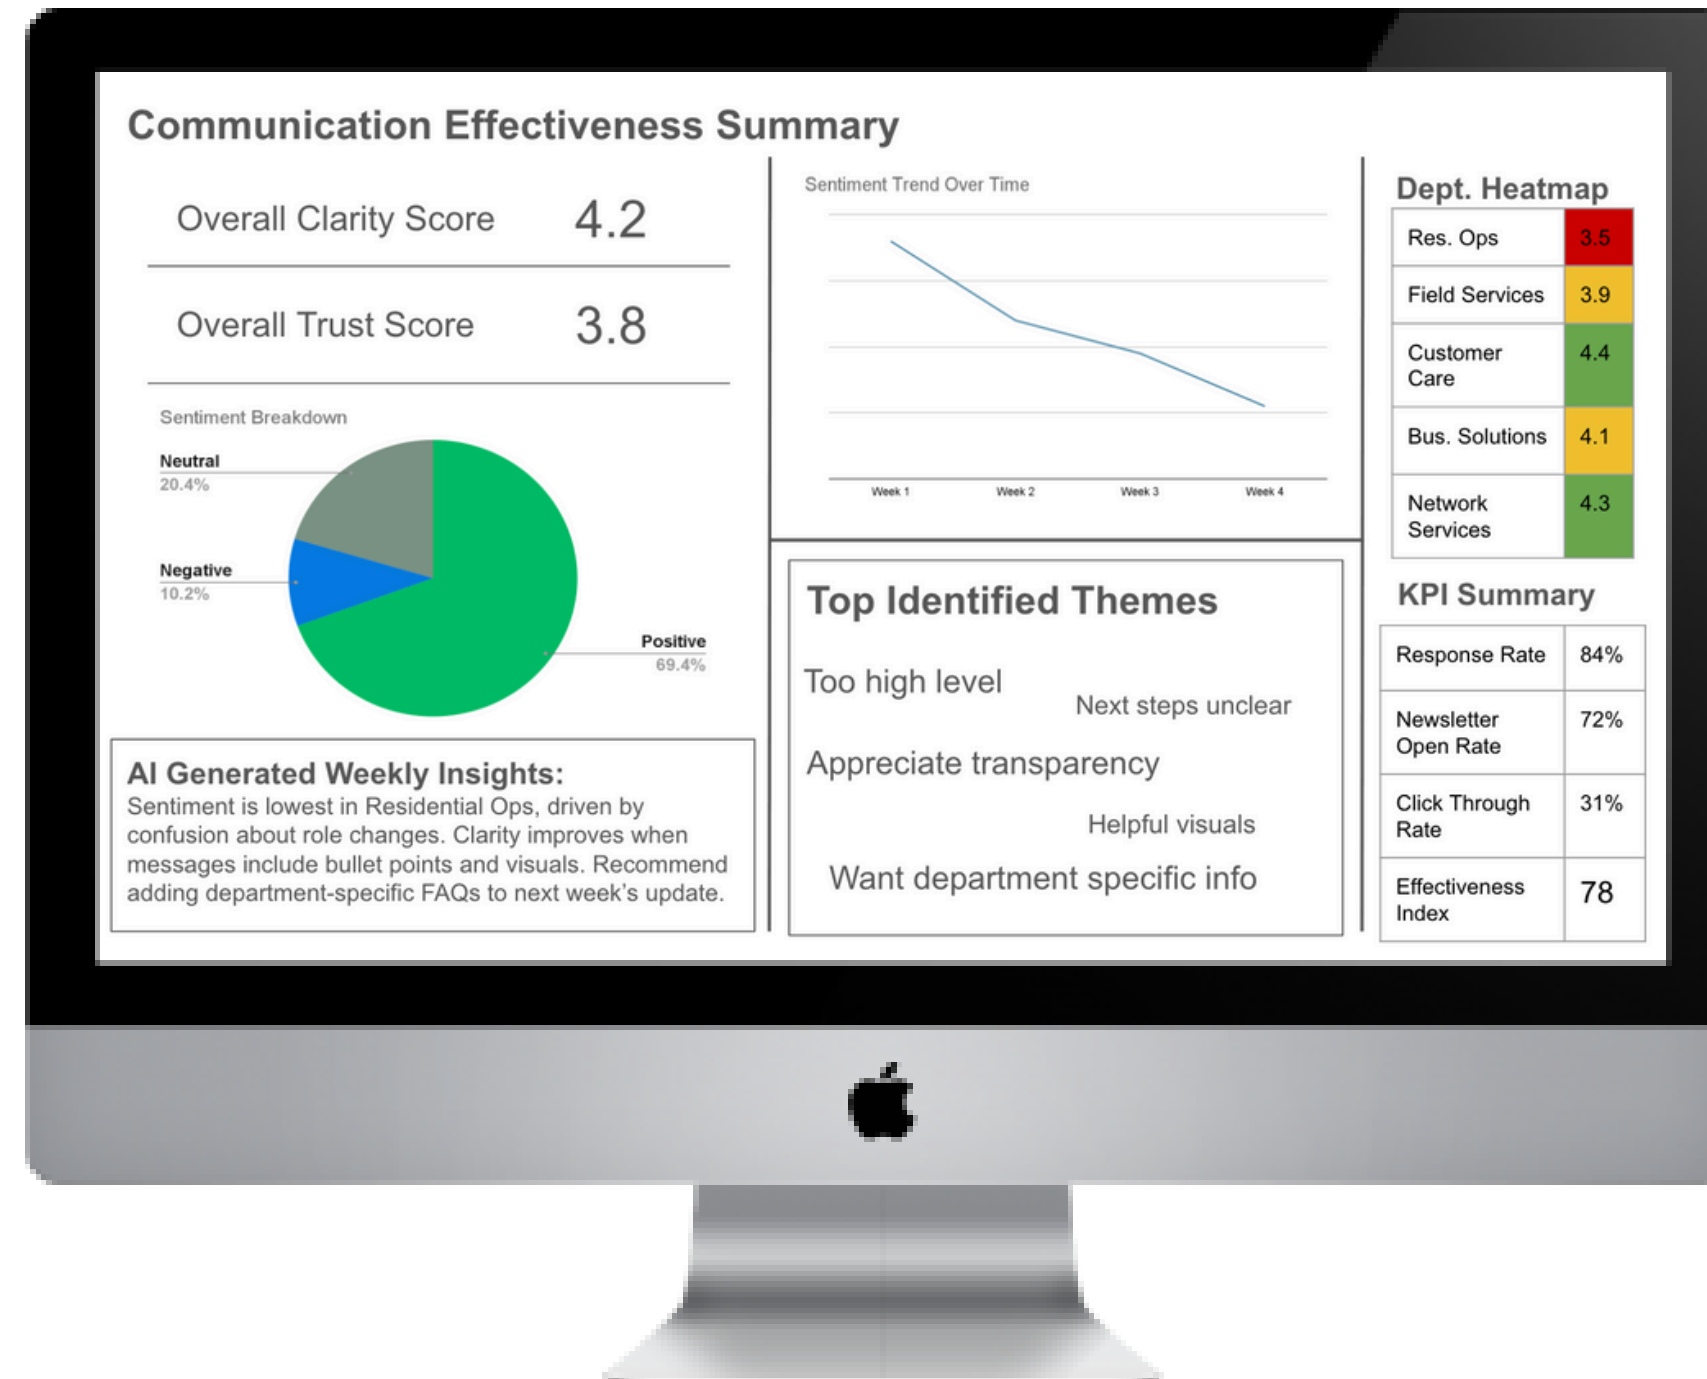 Communication Effectiveness Summary
Overall Clarity Score 4.2
Overall Trust Score 3.8
Sentiment Breakdown
Neutral
20.4%
Negative
10.2%
Positive
69.4%
AI Generated Weekly Insights:
Sentiment is lowest in Residential Ops, driven by
confusion about role changes. Clarity improves when
messages include bullet points and visuals. Recommend
adding department-specific FAQs to next week's update.
Sentiment Trend Over Time
Week 1 Week 2 Week 3 Week 4
Top Identified Themes
Too high level
Next steps unclear
Appreciate transparency
Helpful visuals
Want department specific info
Dept. Heatmap
Res. Ops 3.5
Field Services 3.9
Customer 4.4
Care
Bus. Solutions 4.1
Network 4.3
Services
KPI Summary
Response Rate 84%
Newsletter 72%
Open Rate
Click Through 31%
Rate
Effectiveness 78
Index